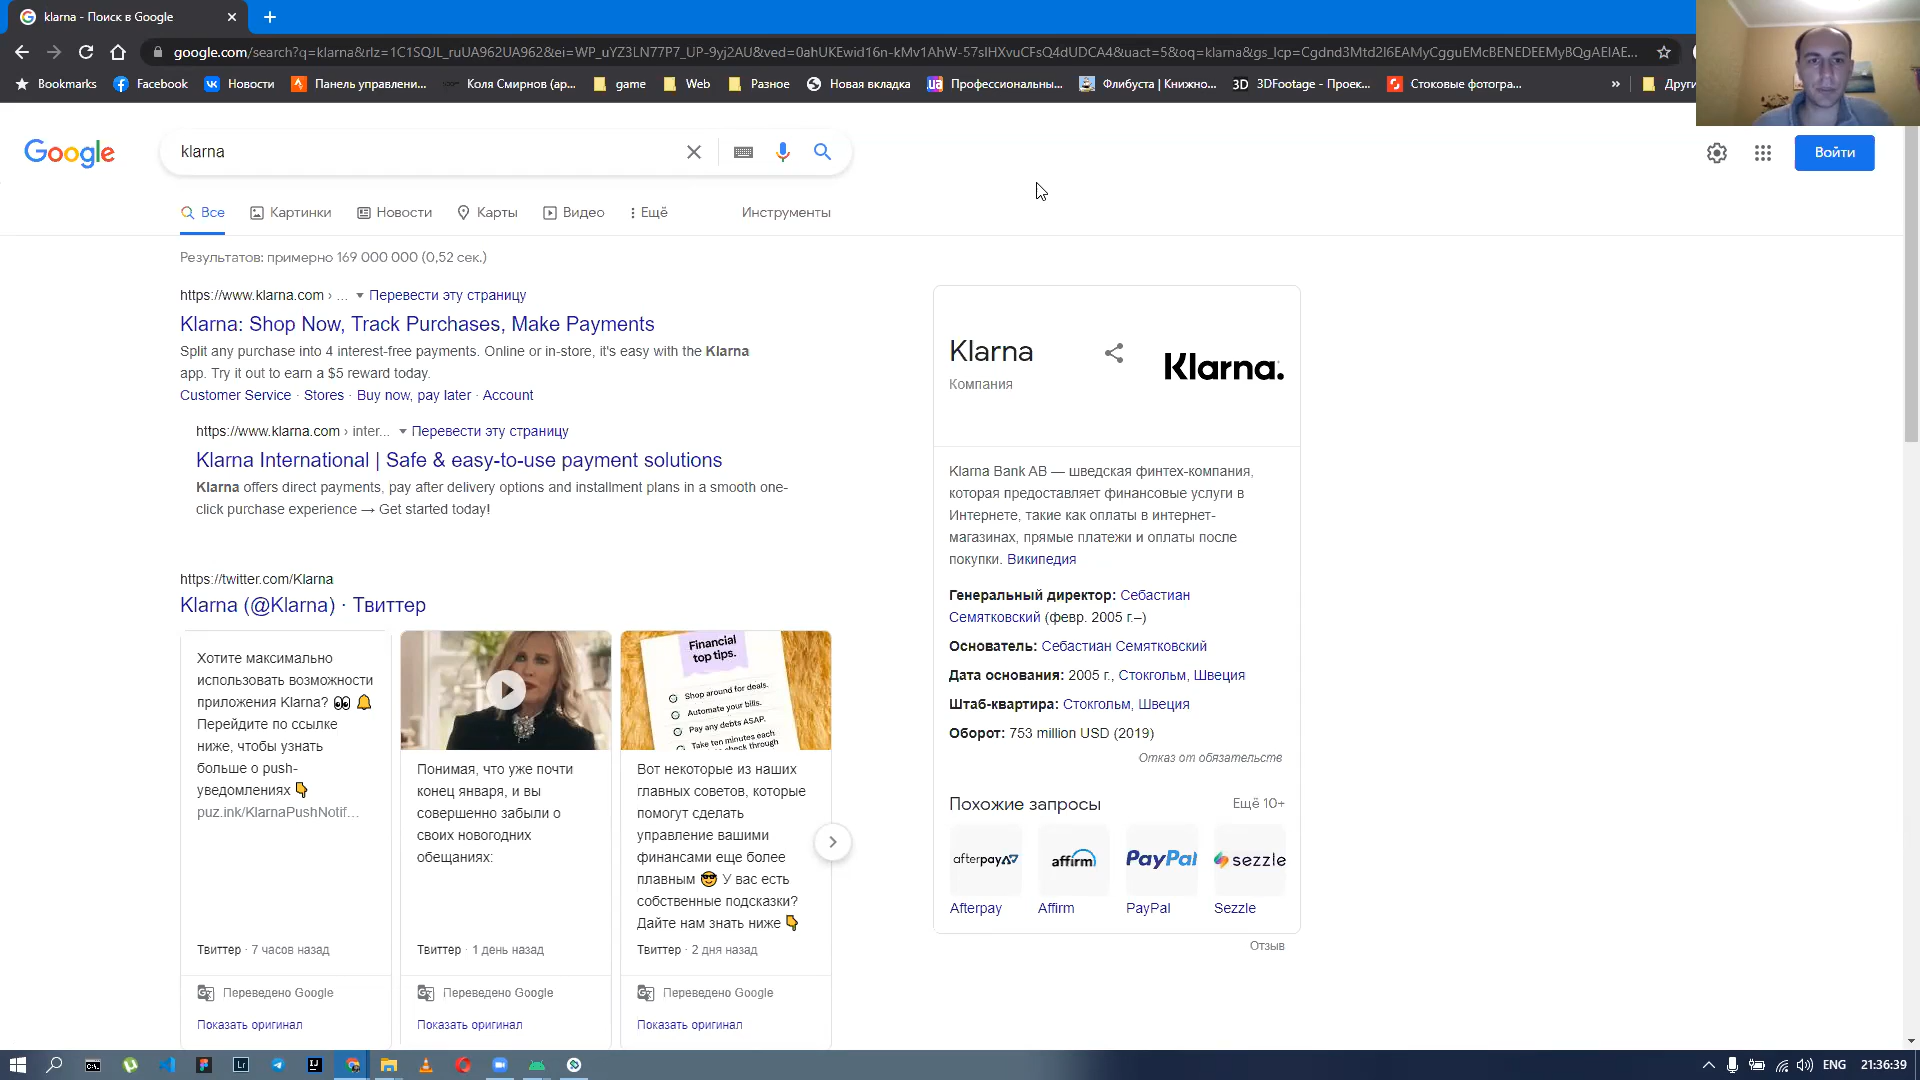 klarna - Поиск в Google
google.com/search?q=klarna&rlz=1C1SQJL_ruUA962UA962&ei=WP_uYZ3LN77P7_UP-9yj2AU&ved=0ahUKEwid16n-kMv1AhW-57sIHXvuCFsQ4dUDCA4&uact=5&oq=klarna&gs_lcp=Cgdnd3Mtd2l6EAMyCgguEMcBENEDEEMyBQgAEIAE...
Bookmarks
Facebook
Новости
Панель управлени...
Коля Смирнов (ар...
game
Web
Разное
Новая вкладка
Профессиональны...
Флибуста | Книжно...
3D 3DFootage - Проек...
Стоковые фотогра...
»
Други
Google
klarna
Войти
Все
Картинки
Новости
Карты
Видео
Ещё
Инструменты
Результатов: примерно 169 000 000 (0,52 сек.)
https://www.klarna.com › ... Перевести эту страницу
Klarna: Shop Now, Track Purchases, Make Payments
Split any purchase into 4 interest-free payments. Online or in-store, it's easy with the Klarna
app. Try it out to earn a $5 reward today.
Customer Service · Stores · Buy now, pay later · Account
https://www.klarna.com › inter... Перевести эту страницу
Klarna International | Safe & easy-to-use payment solutions
Klarna offers direct payments, pay after delivery options and installment plans in a smooth one-
click purchase experience → Get started today!
https://twitter.com/Klarna
Klarna (@Klarna) · Твиттер
Хотите максимально
использовать возможности
приложения Klarna? 👀 🔔
Перейдите по ссылке
ниже, чтобы узнать
больше о push-
уведомлениях 👇
puz.ink/KlarnaPushNotif...
Твиттер · 7 часов назад
Переведено Google
Показать оригинал
Понимая, что уже почти
конец января, и вы
совершенно забыли о
своих новогодних
обещаниях:
Твиттер · 1 день назад
Переведено Google
Показать оригинал
Financial
top tips.
Shop around for deals.
Automate your bills.
Pay any debts ASAP.
Take ten minutes each
check through
Вот некоторые из наших
главных советов, которые
помогут сделать
управление вашими
финансами еще более
плавным 😎 У вас есть
собственные подсказки?
Дайте нам знать ниже 👇
Твиттер · 2 дня назад
Переведено Google
Показать оригинал
Klarna
Компания
Klarna.
Klarna Bank AB — шведская финтех-компания,
которая предоставляет финансовые услуги в
Интернете, такие как оплаты в интернет-
магазинах, прямые платежи и оплаты после
покупки. Википедия
Генеральный директор: Себастиан
Семятковский (февр. 2005 г.–)
Основатель: Себастиан Семятковский
Дата основания: 2005 г., Стокгольм, Швеция
Штаб-квартира: Стокгольм, Швеция
Оборот: 753 million USD (2019)
Отказ от обязательств
Похожие запросы
Ещё 10+
afterpay
affirm
PayPal
sezzle
Afterpay
Affirm
PayPal
Sezzle
Отзыв
Lr
ENG
21:36:39